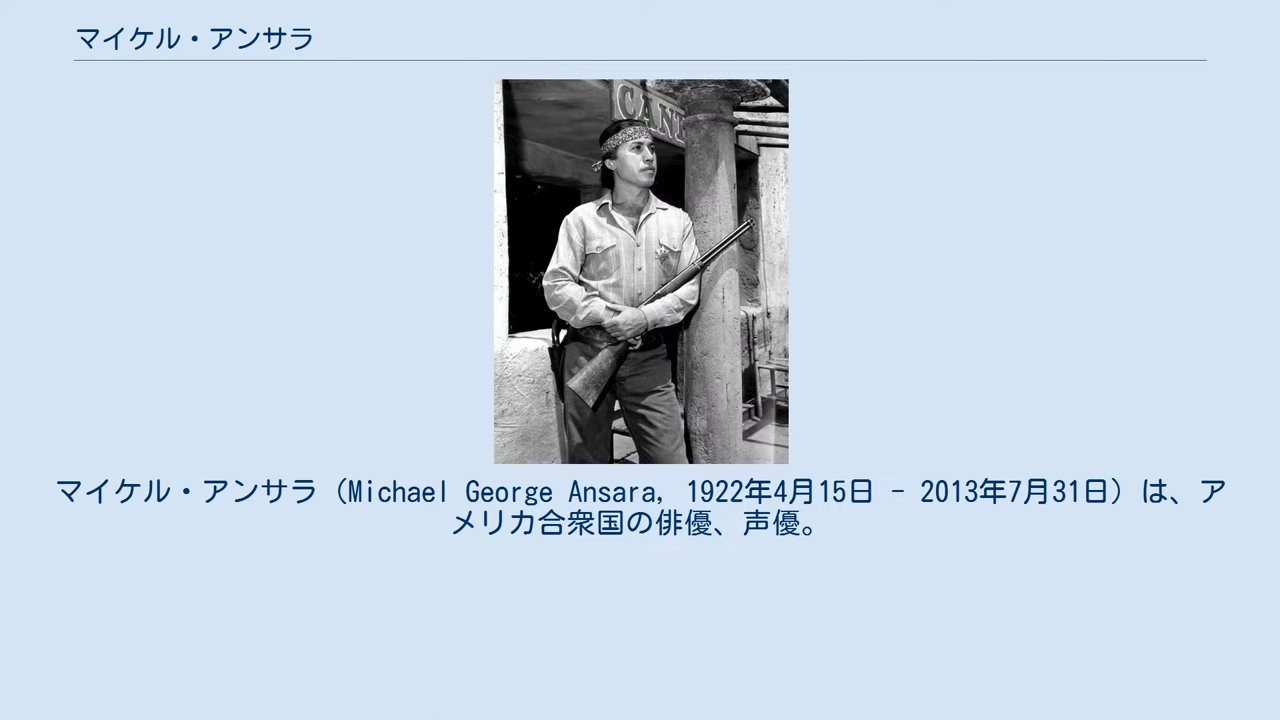 マイケル・アンサラ
CANT
マイケル・アンサラ（Michael George Ansara, 1922年4月15日 - 2013年7月31日）は、ア
メリカ合衆国の俳優、声優。